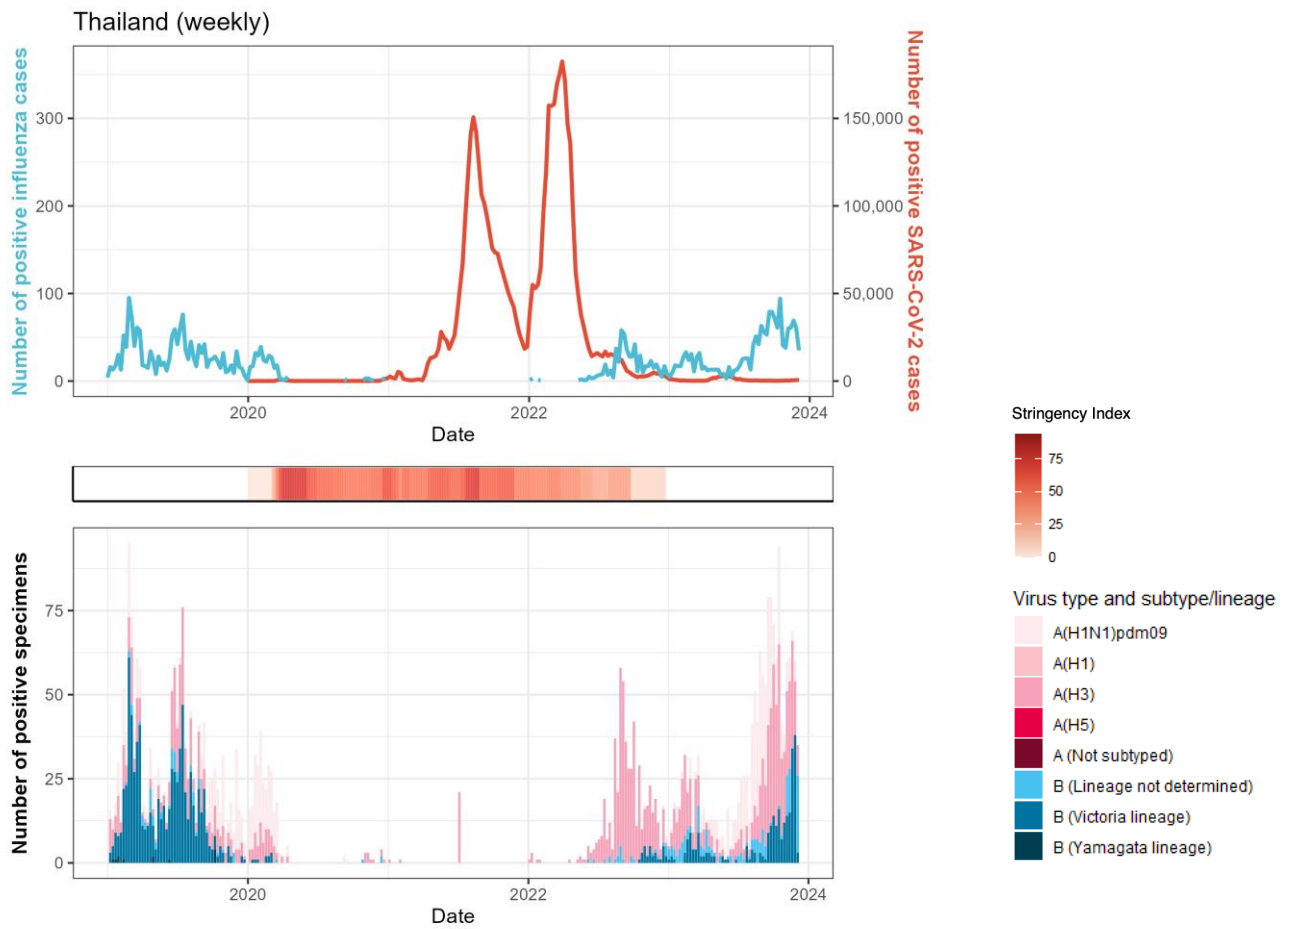 Thailand (weekly)
Number of positive influenza cases
300
200
100
0
150,000
100,000
50,000
0
Number of positive SARS-CoV-2 cases
2020
2022
2024
Date
Stringency Index
75
50
25
0
Number of positive specimens
75
50
25
0
2020
2022
2024
Date
Virus type and subtype/lineage
A(H1N1)pdm09
A(H1)
A(H3)
A(H5)
A (Not subtyped)
B (Lineage not determined)
B (Victoria lineage)
B (Yamagata lineage)